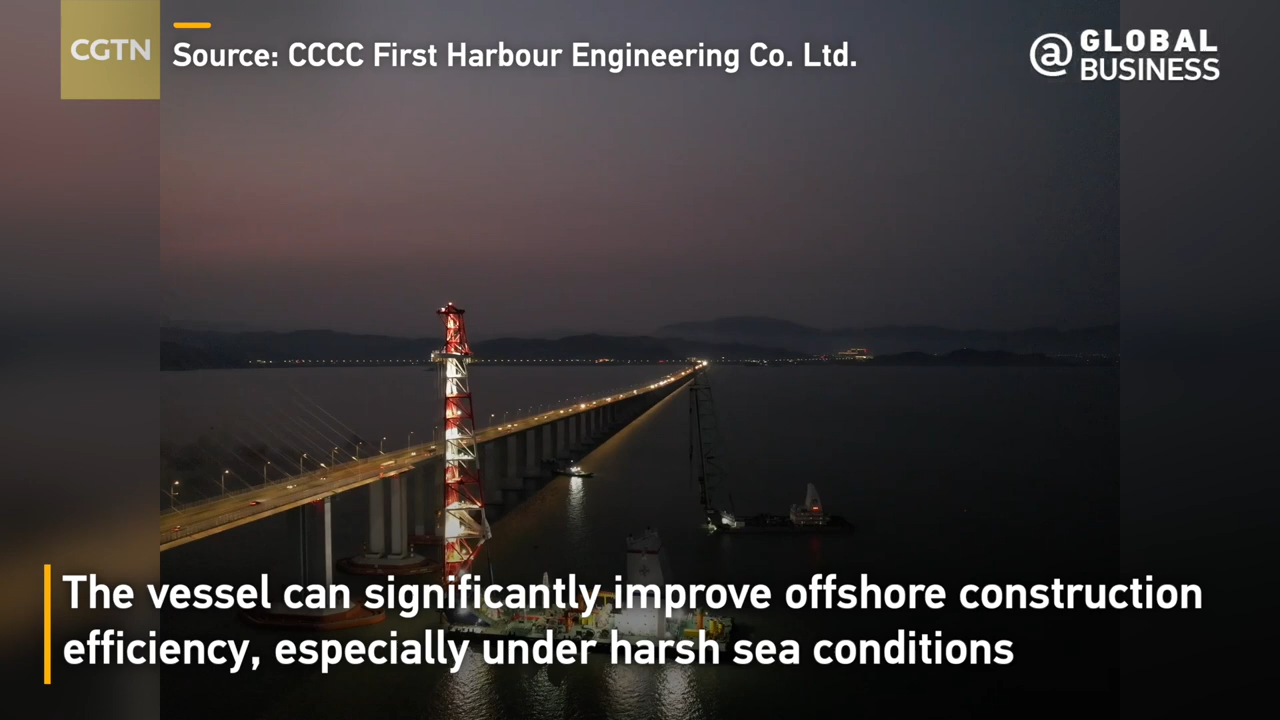 CGTN
Source: CCCC First Harbour Engineering Co. Ltd.
@GLOBAL
BUSINESS
The vessel can significantly improve offshore construction
efficiency, especially under harsh sea conditions